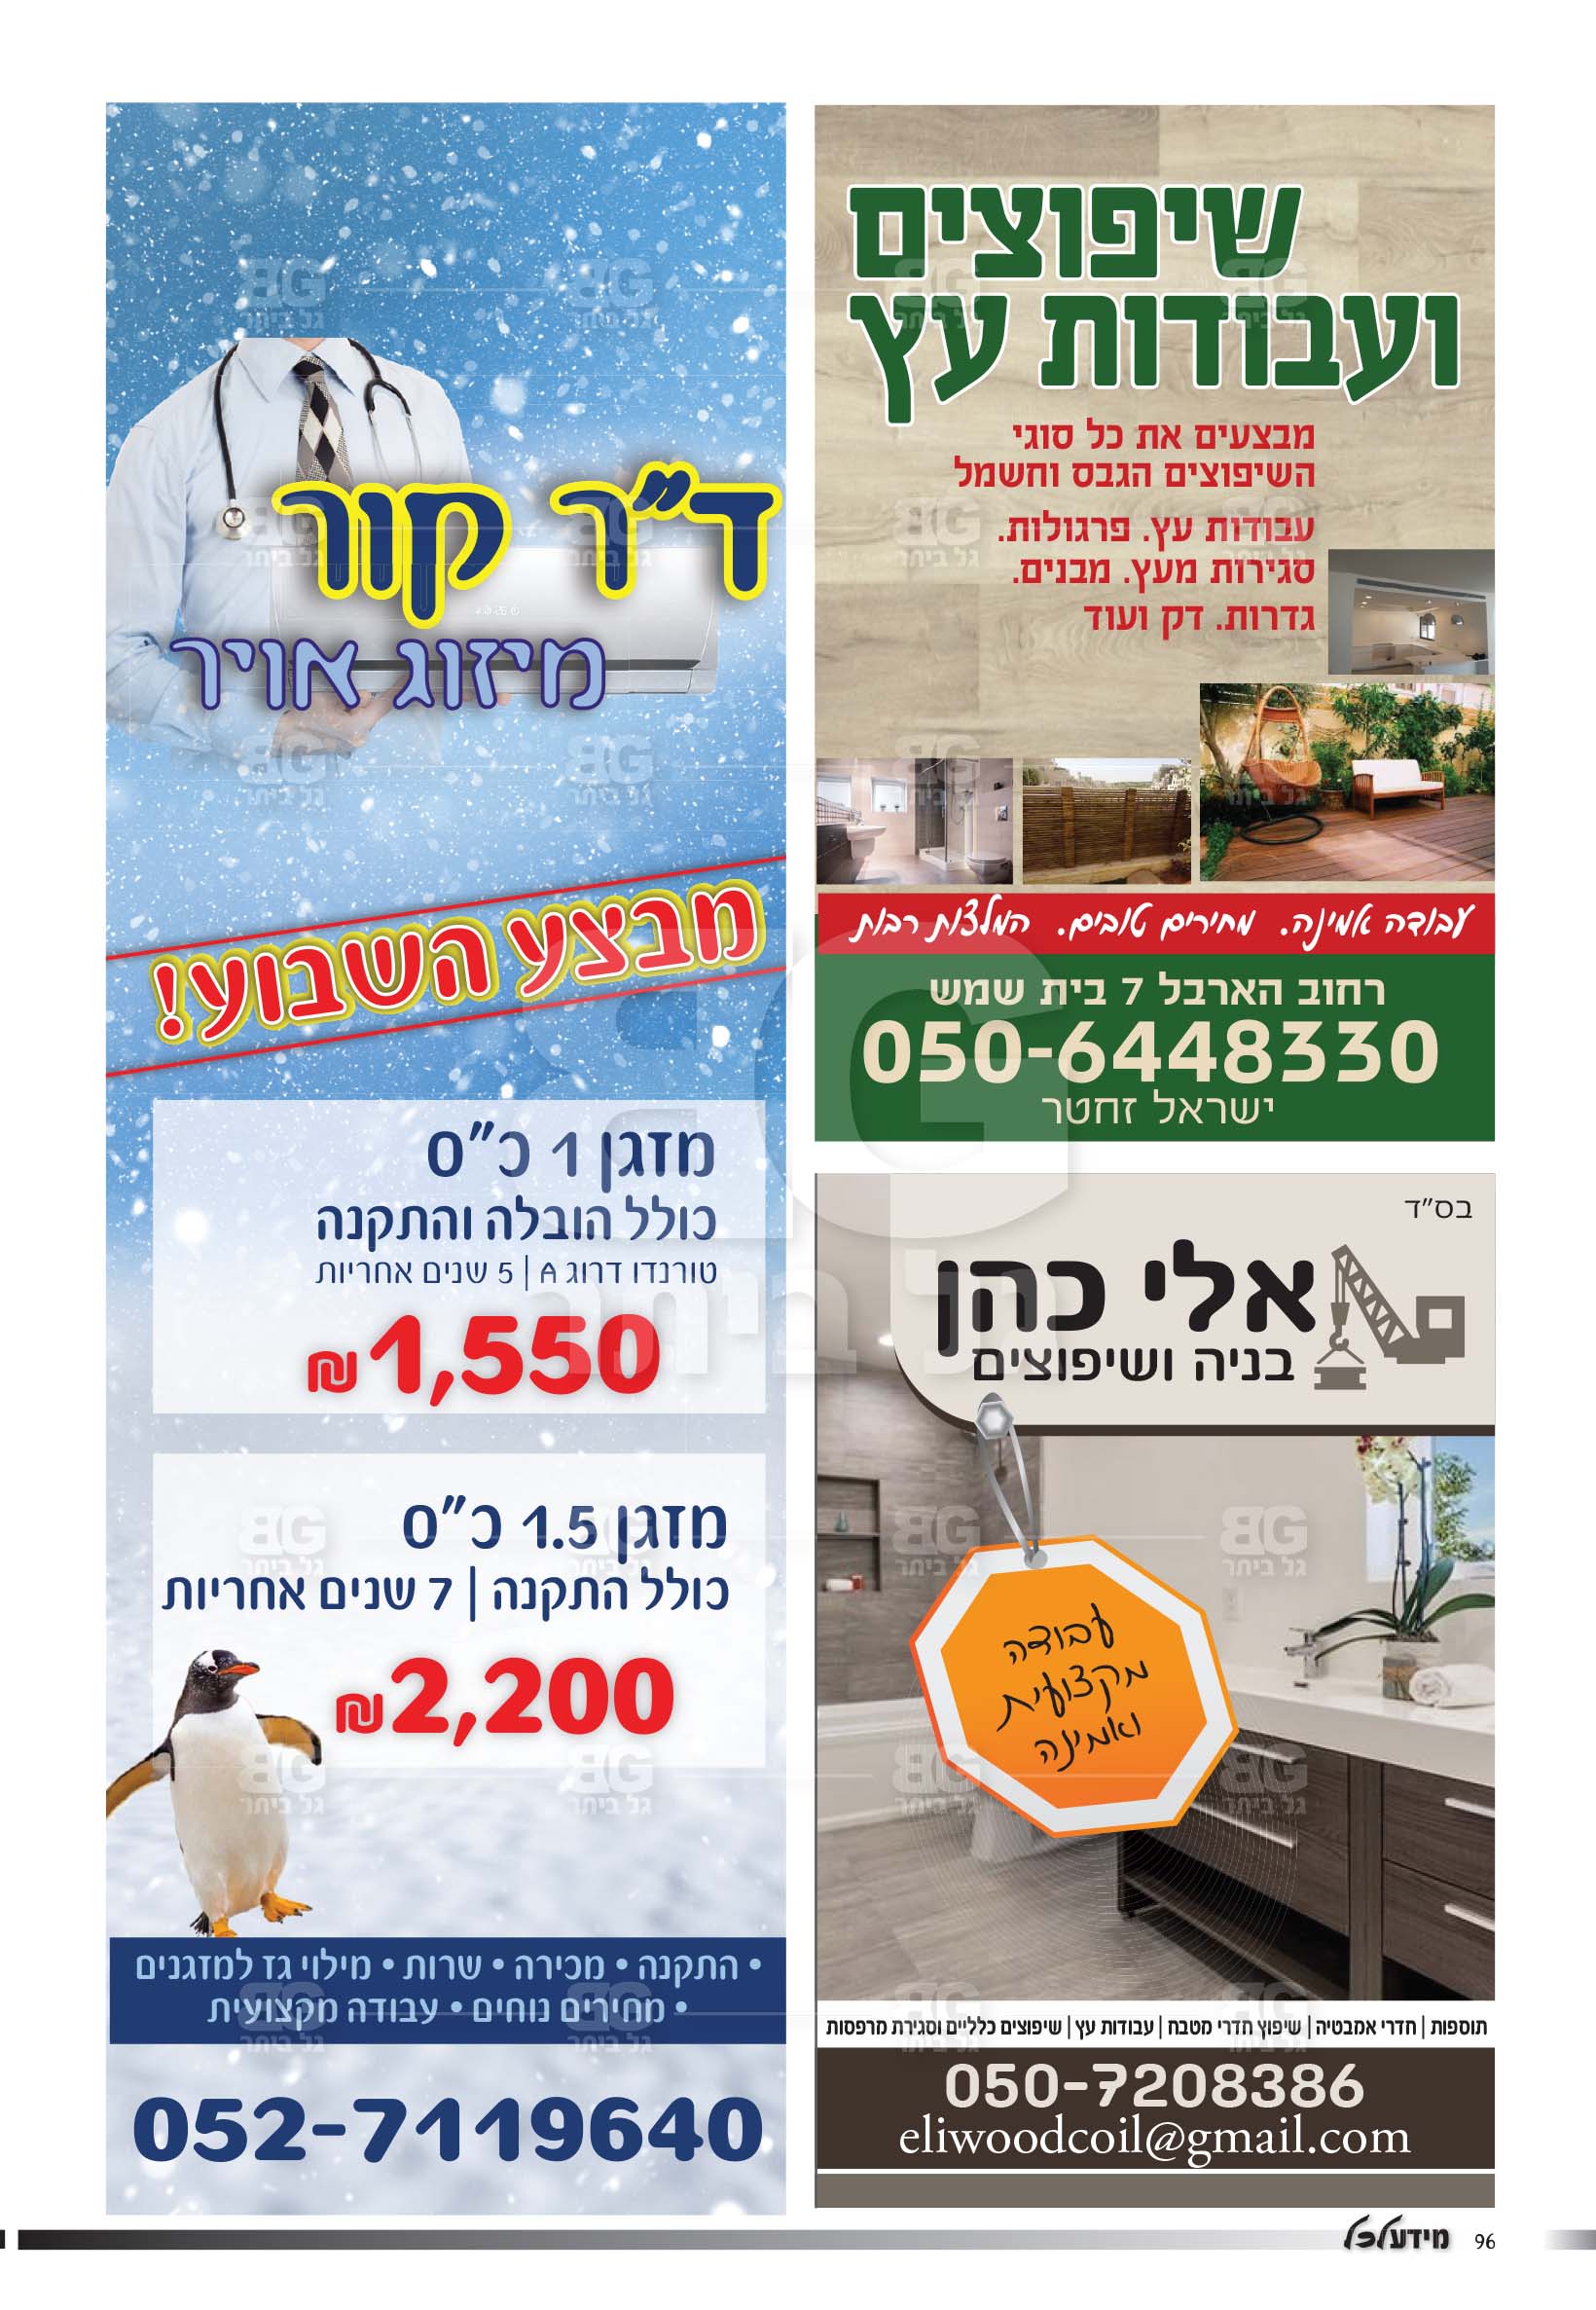 שיפוצים
ועבודות עץ
מבצעים את כל סוגי
השיפוצים הגבס וחשמל
עבודות עץ. פרגולות.
סגירות מעץ. מבנים.
גדרות. דק ועוד
עבודה אמינה. מחירים טובים. המלצות רבות
רחוב הארבל 7 בית שמש
050-6448330
ישראל זחטר
בס"ד
אלי כהן
בניה ושיפוצים
עבודה
מקצועית
ואמינה
תוספות | חדרי אמבטיה | שיפוץ חדרי מטבח | עבודות עץ | שיפוצים כלליים וסגירת מרפסות
050-7208386
eliwoodcoil@gmail.com
ד"ר קור
מיזוג אויר
מבצע השבוע!
מזגן 1 כ"ס
כולל הובלה והתקנה
טורנדו דרוג A | 5 שנים אחריות
1,550 ₪
מזגן 1.5 כ"ס
כולל התקנה | 7 שנים אחריות
2,200 ₪
• התקנה • מכירה • שרות • מילוי גז למזגנים
• מחירים נוחים • עבודה מקצועית
052-7119640
96 מידע לכל
BG
גל ביתר